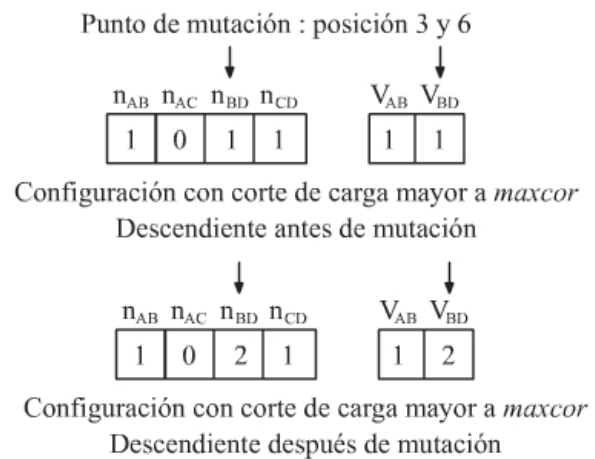 Punto de mutación : posición 3 y 6
n_AB n_AC n_BD n_CD V_AB V_BD
1 0 1 1 1 1
Configuración con corte de carga mayor a maxcor
Descendiente antes de mutación
n_AB n_AC n_BD n_CD V_AB V_BD
1 0 2 1 1 2
Configuración con corte de carga mayor a maxcor
Descendiente después de mutación